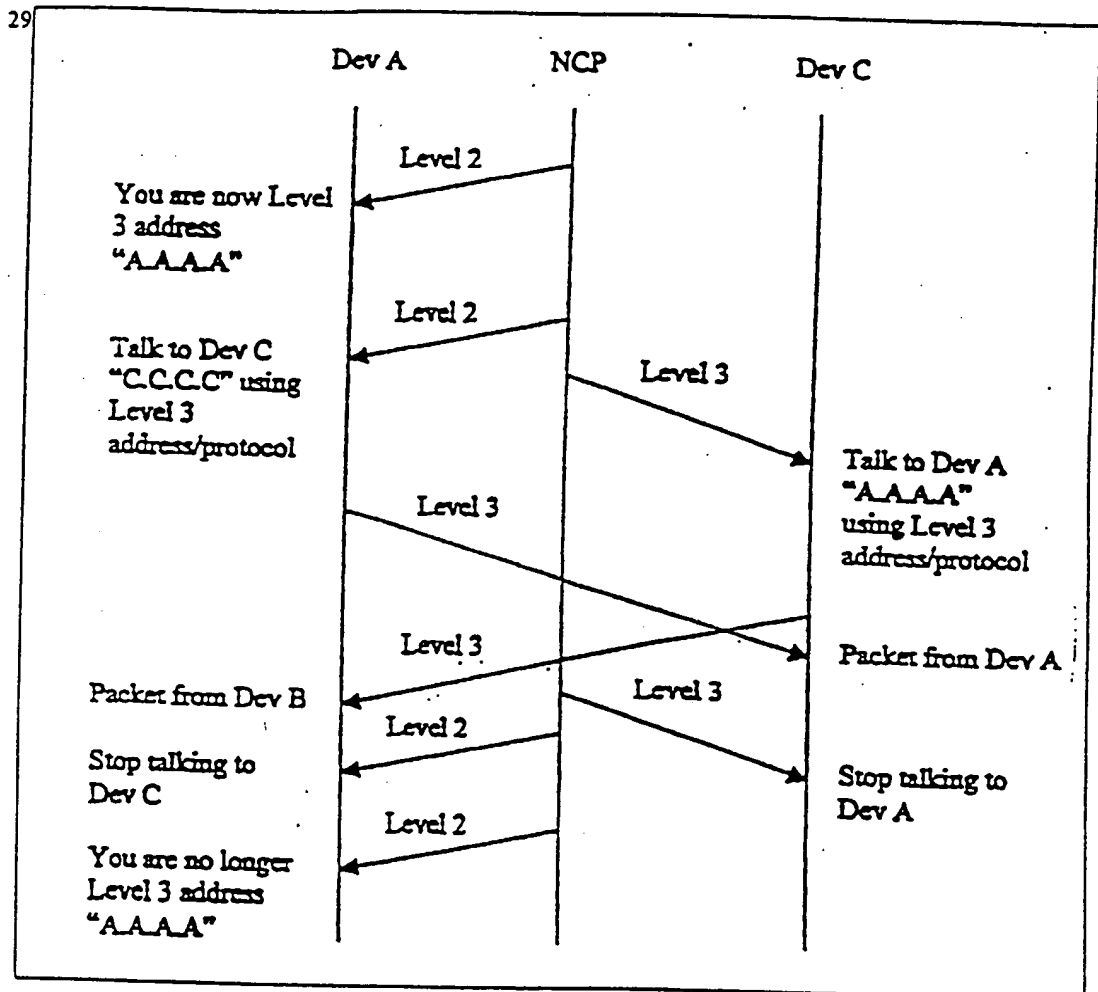 29
Dev A
NCP
Dev C
Level 2
You are now Level
3 address
“A.A.A.A”
Level 2
Talk to Dev C
“C.C.C.C” using
Level 3
address/protocol
Level 3
Talk to Dev A
“A.A.A.A”
using Level 3
address/protocol
Level 3
Level 3
Packet from Dev A
Packet from Dev B
Level 3
Level 2
Stop talking to
Dev C
Stop talking to
Dev A
Level 2
You are no longer
Level 3 address
“A.A.A.A”